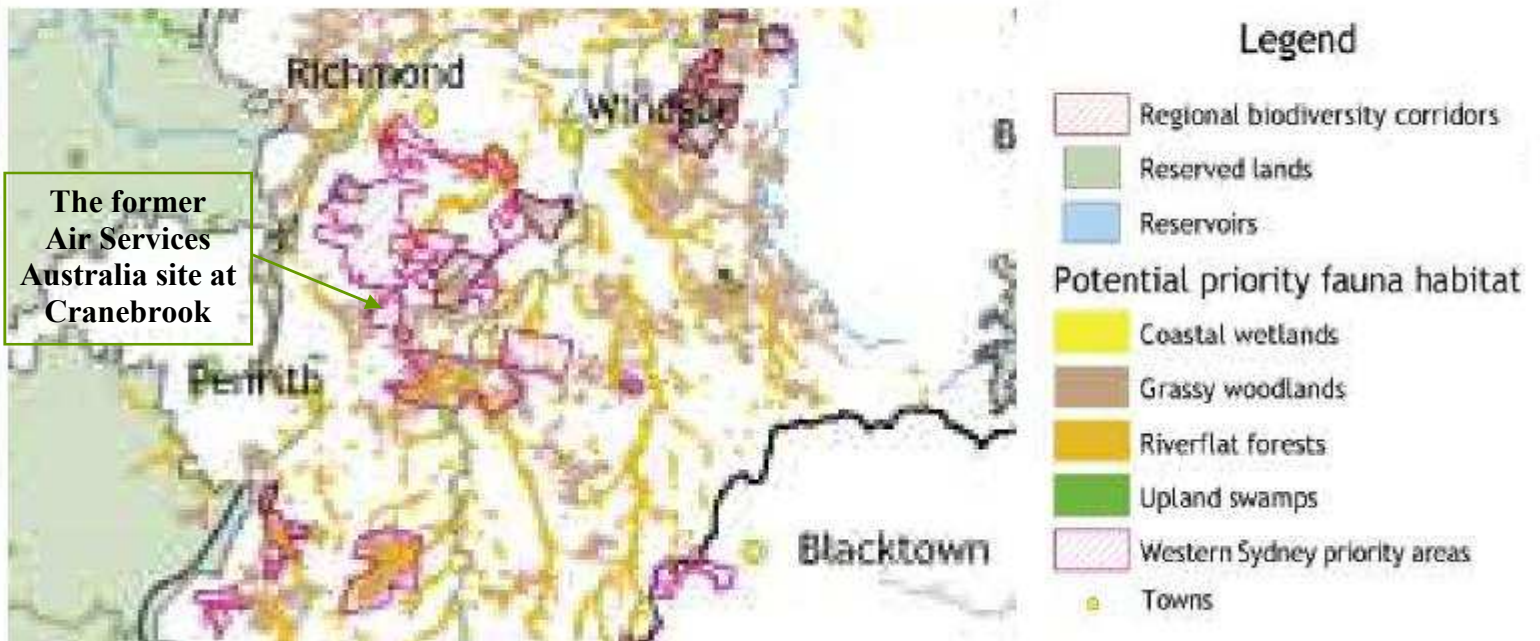 Richmond
Windsor
B
The former
Air Services
Australia site at
Cranebrook
Penrith
Blacktown
Legend
Regional biodiversity corridors
Reserved lands
Reservoirs
Potential priority fauna habitat
Coastal wetlands
Grassy woodlands
Riverflat forests
Upland swamps
Western Sydney priority areas
Towns